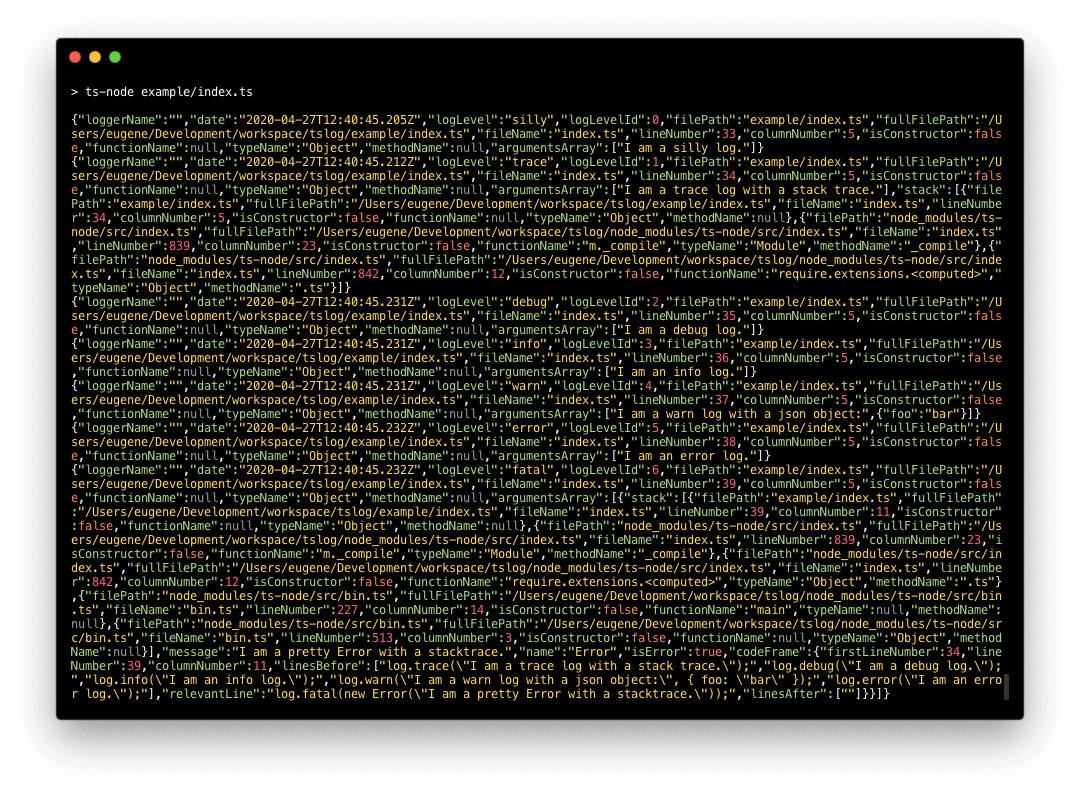 > ts-node example/index.ts
{"loggerName":"","date":"2020-04-27T12:40:45.205Z","logLevel":"silly","logLevelId":0,"filePath":"example/index.ts","fullFilePath":"/U
sers/eugene/Development/workspace/tslog/example/index.ts","fileName":"index.ts","lineNumber":33,"columnNumber":5,"isConstructor":fals
e,"functionName":null,"typeName":"Object","methodName":null,"argumentsArray":["I am a silly log."]}
{"loggerName":"","date":"2020-04-27T12:40:45.212Z","logLevel":"trace","logLevelId":1,"filePath":"example/index.ts","fullFilePath":"/U
sers/eugene/Development/workspace/tslog/example/index.ts","fileName":"index.ts","lineNumber":34,"columnNumber":5,"isConstructor":fals
e,"functionName":null,"typeName":"Object","methodName":null,"argumentsArray":["I am a trace log with a stack trace."],"stack":[{"file
Path":"example/index.ts","fullFilePath":"/Users/eugene/Development/workspace/tslog/example/index.ts","fileName":"index.ts","lineNumbe
r":34,"columnNumber":5,"isConstructor":false,"functionName":null,"typeName":"Object","methodName":null},{"filePath":"node_modules/ts-
node/src/index.ts","fullFilePath":"/Users/eugene/Development/workspace/tslog/node_modules/ts-node/src/index.ts","fileName":"index.ts"
,"lineNumber":839,"columnNumber":23,"isConstructor":false,"functionName":"m._compile","typeName":"Module","methodName":"_compile"},{"
filePath":"node_modules/ts-node/src/index.ts","fullFilePath":"/Users/eugene/Development/workspace/tslog/node_modules/ts-node/src/inde
x.ts","fileName":"index.ts","lineNumber":842,"columnNumber":12,"isConstructor":false,"functionName":"require.extensions.<computed>","
typeName":"Object","methodName":".ts"}]}
{"loggerName":"","date":"2020-04-27T12:40:45.231Z","logLevel":"debug","logLevelId":2,"filePath":"example/index.ts","fullFilePath":"/U
sers/eugene/Development/workspace/tslog/example/index.ts","fileName":"index.ts","lineNumber":35,"columnNumber":5,"isConstructor":fals
e,"functionName":null,"typeName":"Object","methodName":null,"argumentsArray":["I am a debug log."]}
{"loggerName":"","date":"2020-04-27T12:40:45.231Z","logLevel":"info","logLevelId":3,"filePath":"example/index.ts","fullFilePath":"/Us
ers/eugene/Development/workspace/tslog/example/index.ts","fileName":"index.ts","lineNumber":36,"columnNumber":5,"isConstructor":false
,"functionName":null,"typeName":"Object","methodName":null,"argumentsArray":["I am an info log."]}
{"loggerName":"","date":"2020-04-27T12:40:45.231Z","logLevel":"warn","logLevelId":4,"filePath":"example/index.ts","fullFilePath":"/Us
ers/eugene/Development/workspace/tslog/example/index.ts","fileName":"index.ts","lineNumber":37,"columnNumber":5,"isConstructor":false
,"functionName":null,"typeName":"Object","methodName":null,"argumentsArray":["I am a warn log with a json object:",{"foo":"bar"}]}
{"loggerName":"","date":"2020-04-27T12:40:45.232Z","logLevel":"error","logLevelId":5,"filePath":"example/index.ts","fullFilePath":"/U
sers/eugene/Development/workspace/tslog/example/index.ts","fileName":"index.ts","lineNumber":38,"columnNumber":5,"isConstructor":fals
e,"functionName":null,"typeName":"Object","methodName":null,"argumentsArray":["I am an error log."]}
{"loggerName":"","date":"2020-04-27T12:40:45.232Z","logLevel":"fatal","logLevelId":6,"filePath":"example/index.ts","fullFilePath":"/U
sers/eugene/Development/workspace/tslog/example/index.ts","fileName":"index.ts","lineNumber":39,"columnNumber":5,"isConstructor":fals
e,"functionName":null,"typeName":"Object","methodName":null,"argumentsArray":[{"stack":[{"filePath":"example/index.ts","fullFilePath"
:"/Users/eugene/Development/workspace/tslog/example/index.ts","fileName":"index.ts","lineNumber":39,"columnNumber":11,"isConstructor"
:false,"functionName":null,"typeName":"Object","methodName":null},{"filePath":"node_modules/ts-node/src/index.ts","fullFilePath":"/Us
ers/eugene/Development/workspace/tslog/node_modules/ts-node/src/index.ts","fileName":"index.ts","lineNumber":839,"columnNumber":23,"i
sConstructor":false,"functionName":"m._compile","typeName":"Module","methodName":"_compile"},{"filePath":"node_modules/ts-node/src/in
dex.ts","fullFilePath":"/Users/eugene/Development/workspace/tslog/node_modules/ts-node/src/index.ts","fileName":"index.ts","lineNumbe
r":842,"columnNumber":12,"isConstructor":false,"functionName":"require.extensions.<computed>","typeName":"Object","methodName":".ts"}
,{"filePath":"node_modules/ts-node/src/bin.ts","fullFilePath":"/Users/eugene/Development/workspace/tslog/node_modules/ts-node/src/bin
.ts","fileName":"bin.ts","lineNumber":227,"columnNumber":14,"isConstructor":false,"functionName":"main","typeName":null,"methodName":
null},{"filePath":"node_modules/ts-node/src/bin.ts","fullFilePath":"/Users/eugene/Development/workspace/tslog/node_modules/ts-node/sr
c/bin.ts","fileName":"bin.ts","lineNumber":513,"columnNumber":3,"isConstructor":false,"functionName":null,"typeName":"Object","method
Name":null}],"message":"I am a pretty Error with a stacktrace.","name":"Error","isError":true,"codeFrame":{"firstLineNumber":34,"line
Number":39,"columnNumber":11,"linesBefore":["log.trace(\"I am a trace log with a stack trace.\");","log.debug(\"I am a debug log.\");
","log.info(\"I am an info log.\");","log.warn(\"I am a warn log with a json object:\", { foo: \"bar\" });","log.error(\"I am an erro
r log.\");"],"relevantLine":"log.fatal(new Error(\"I am a pretty Error with a stacktrace.\"));","linesAfter":[""]}}]}